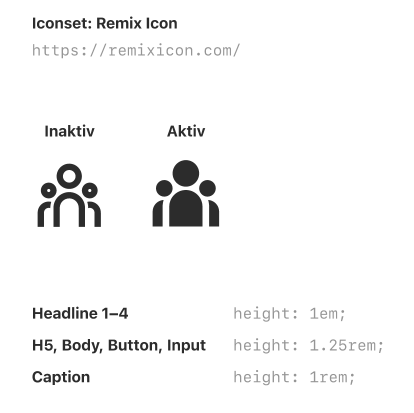 Iconset: Remix Icon
https://remixicon.com/
Inaktiv Aktiv
Headline 1–4 height: 1em;
H5, Body, Button, Input height: 1.25rem;
Caption height: 1rem;